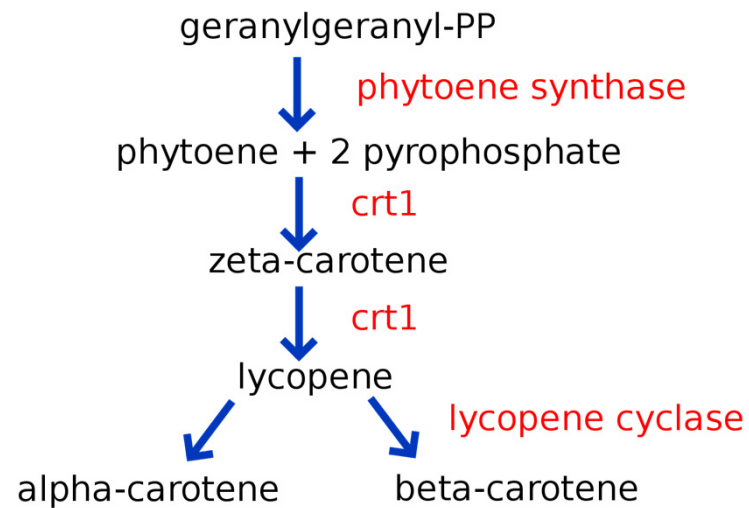 geranylgeranyl-PP
phytoene synthase
phytoene + 2 pyrophosphate
crt1
zeta-carotene
crt1
lycopene
lycopene cyclase
alpha-carotene
beta-carotene